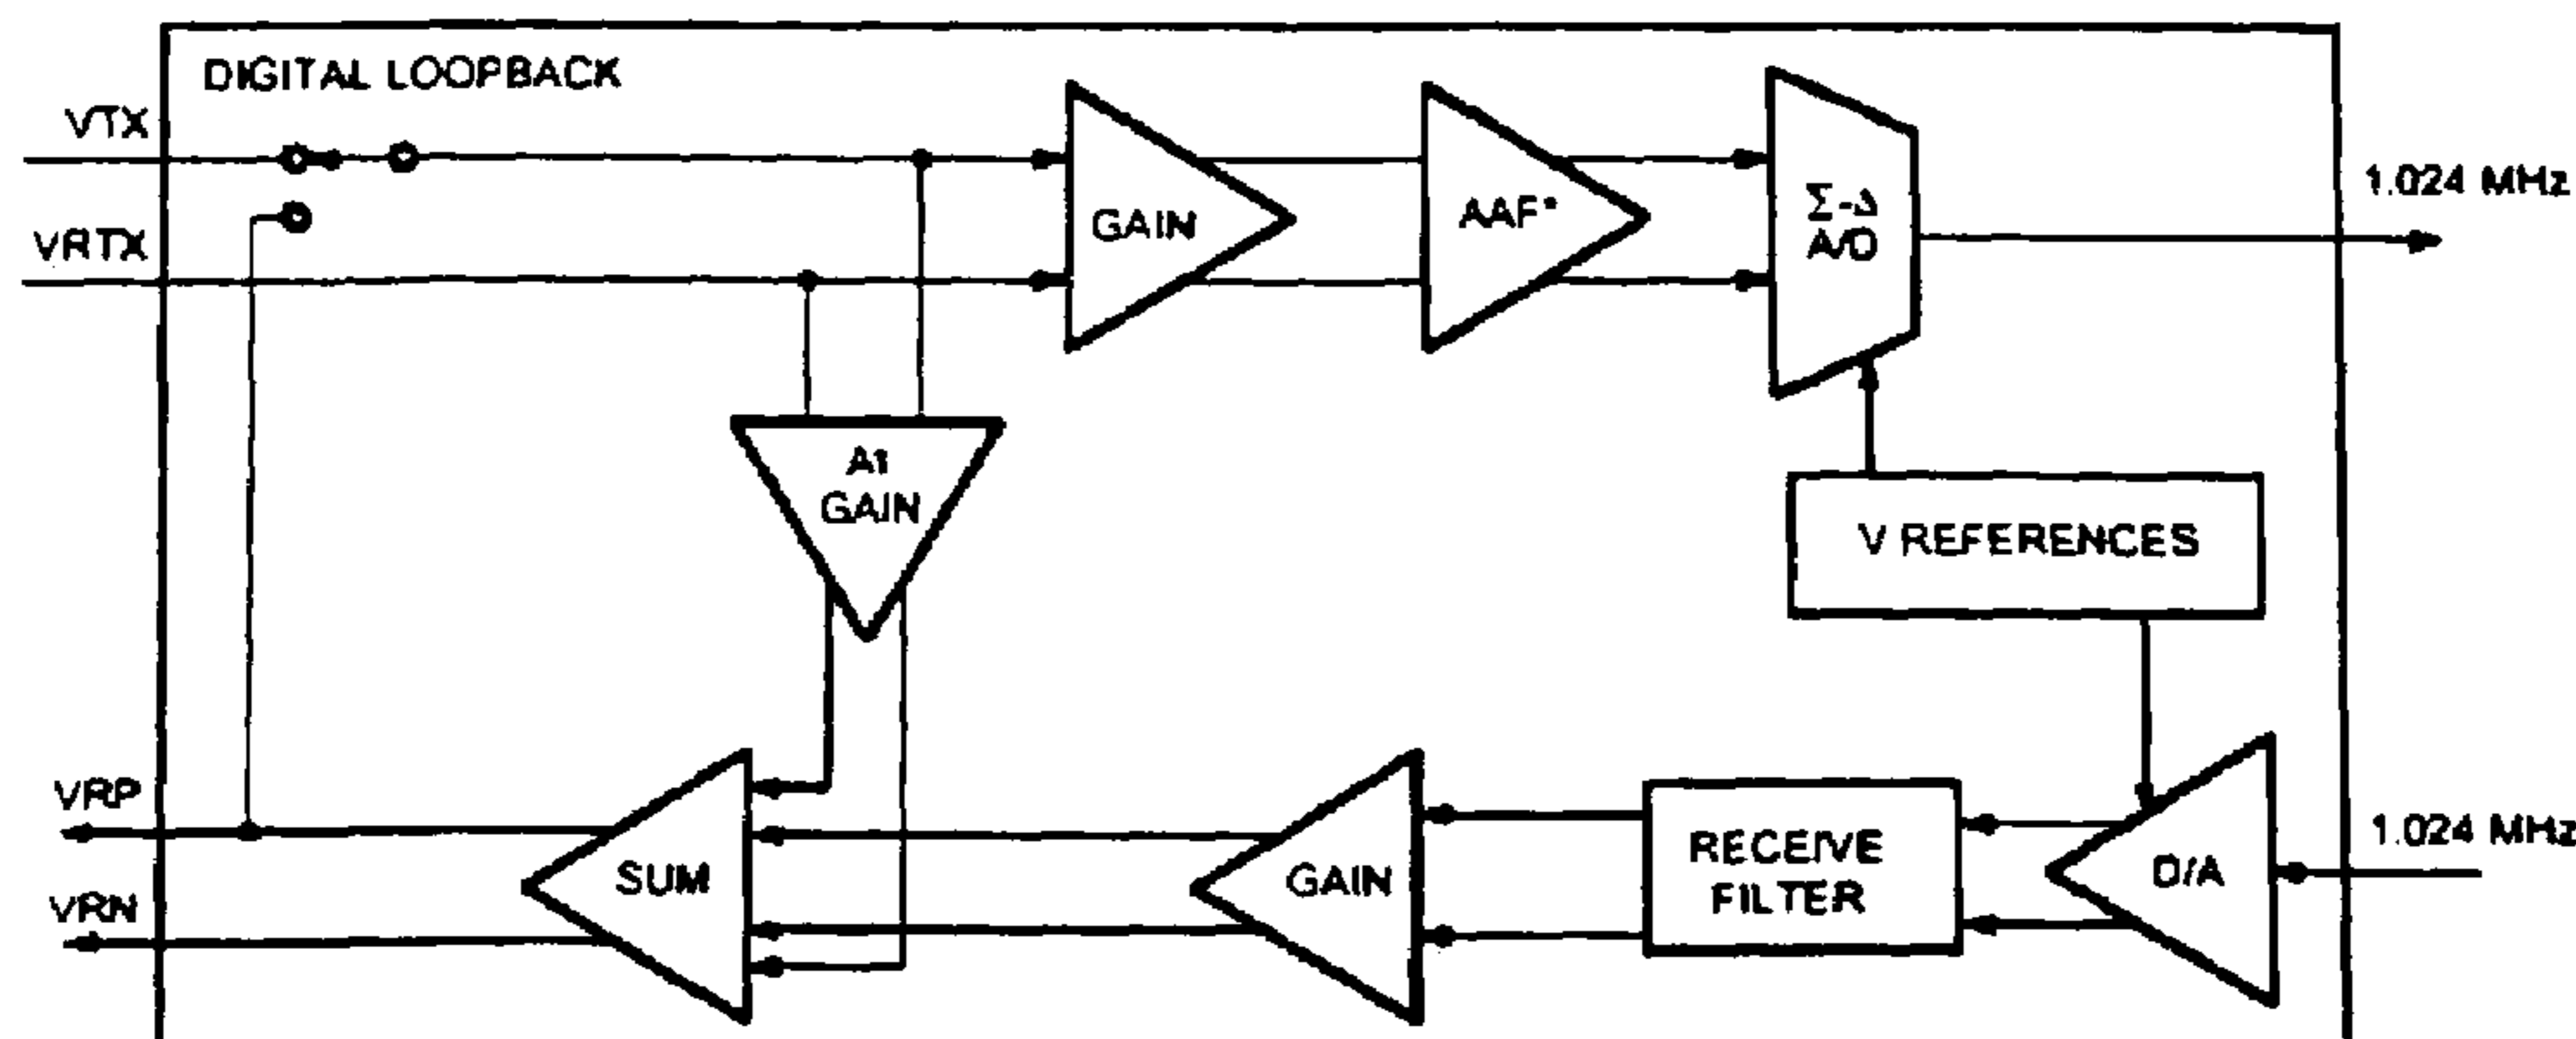 DIGITAL LOOPBACK
VTX
VRTX
GAIN
AAF*
Σ-Δ
A/D
1.024 MHz
A1
GAIN
V REFERENCES
VRP
VRN
SUM
GAIN
RECEIVE
FILTER
D/A
1.024 MHz